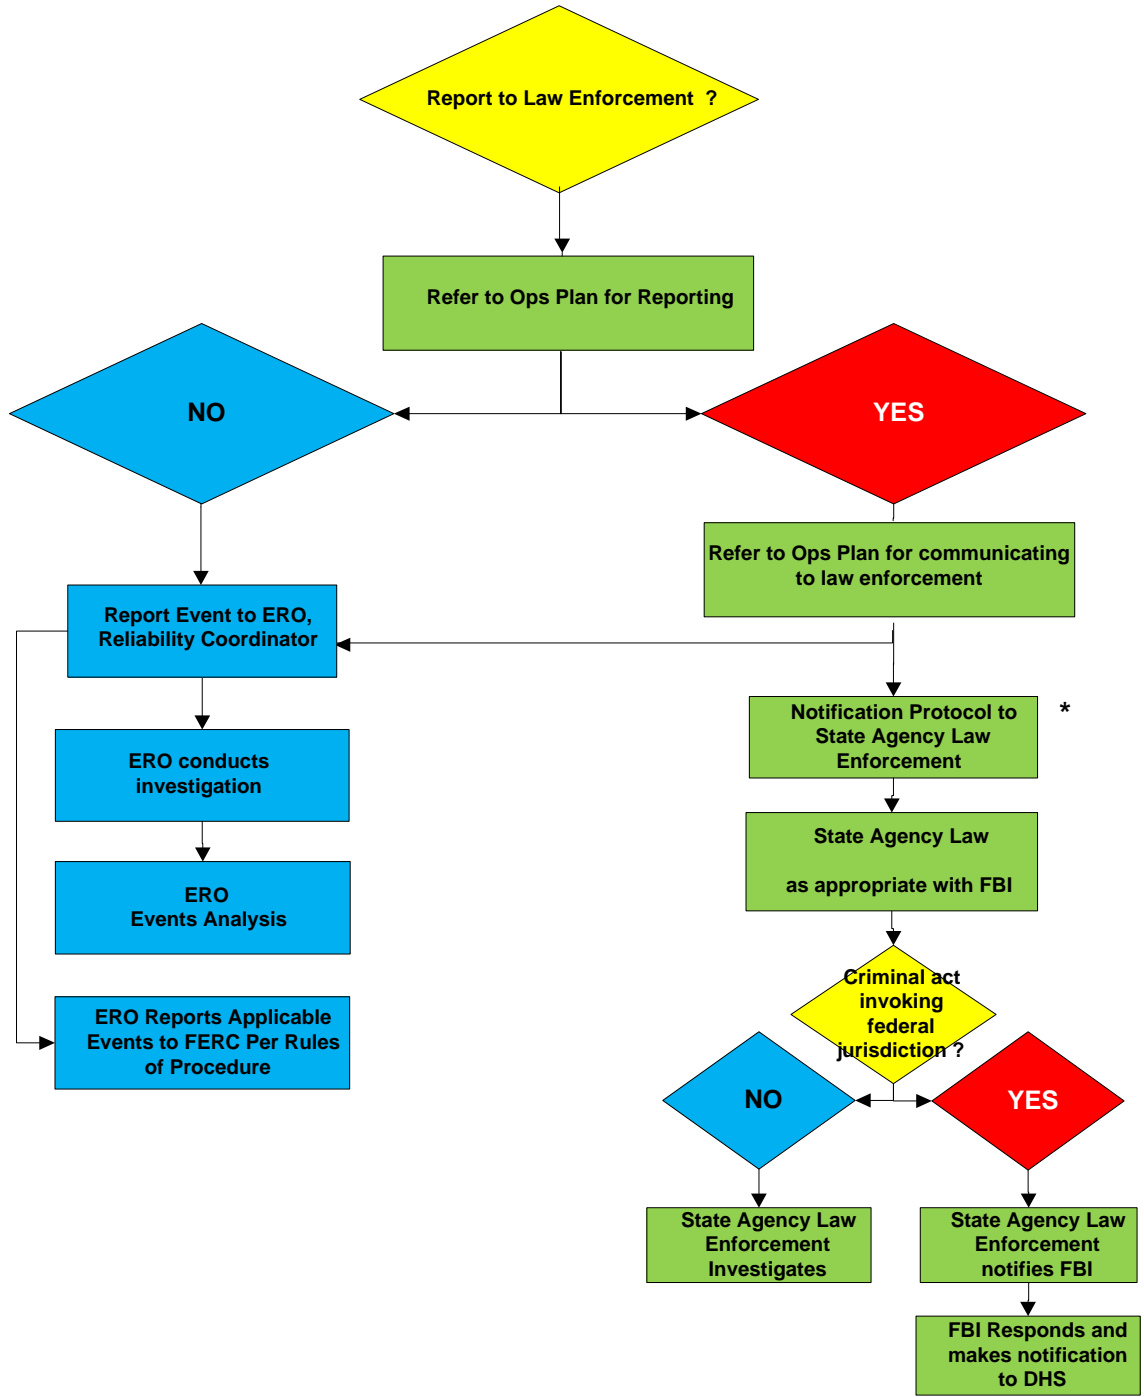 Report to Law Enforcement  ?
Refer to Ops Plan for Reporting
NO
YES
Refer to Ops Plan for communicating
to law enforcement
Report Event to ERO,
Reliability Coordinator
Notification Protocol to
State Agency Law
Enforcement
*
ERO conducts
investigation
State Agency Law
as appropriate with FBI
ERO
Events Analysis
Criminal act
invoking
federal
jurisdiction ?
ERO Reports Applicable
Events to FERC Per Rules
of Procedure
NO
YES
State Agency Law
Enforcement
Investigates
State Agency Law
Enforcement
notifies FBI
FBI Responds and
makes notification
to DHS